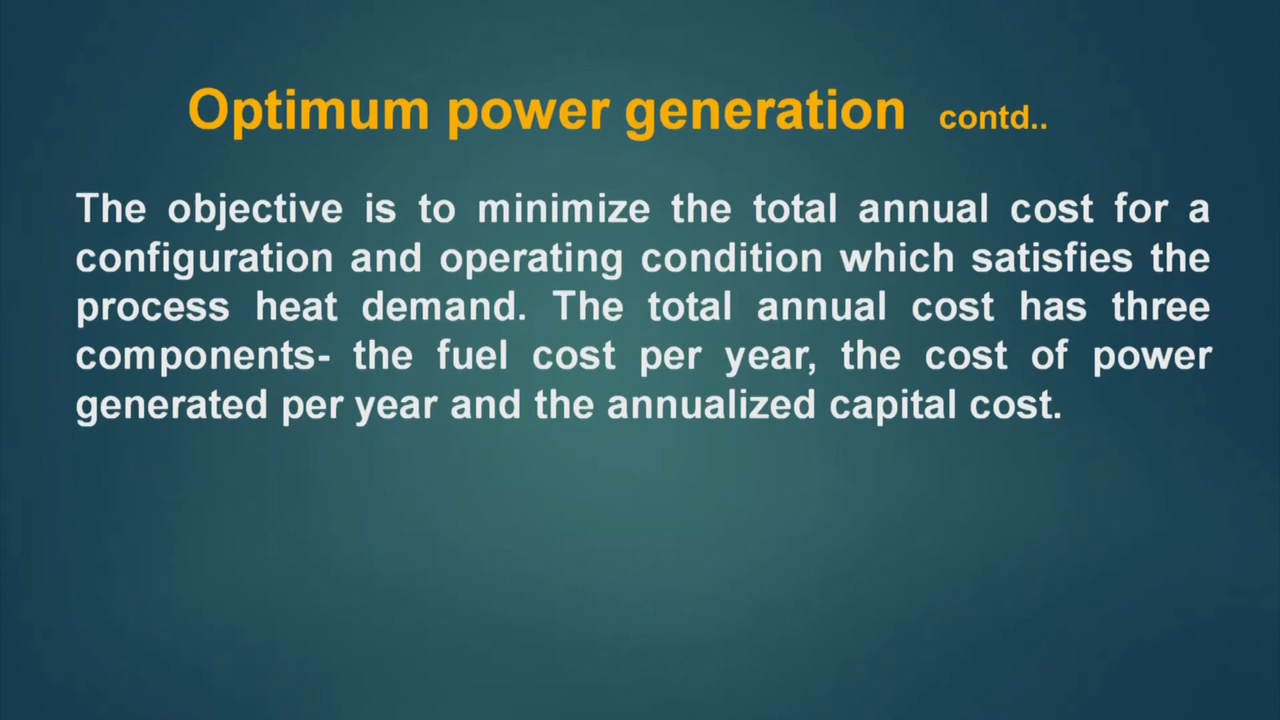 Optimum power generation contd..
The objective is to minimize the total annual cost for a
configuration and operating condition which satisfies the
process heat demand. The total annual cost has three
components- the fuel cost per year, the cost of power
generated per year and the annualized capital cost.